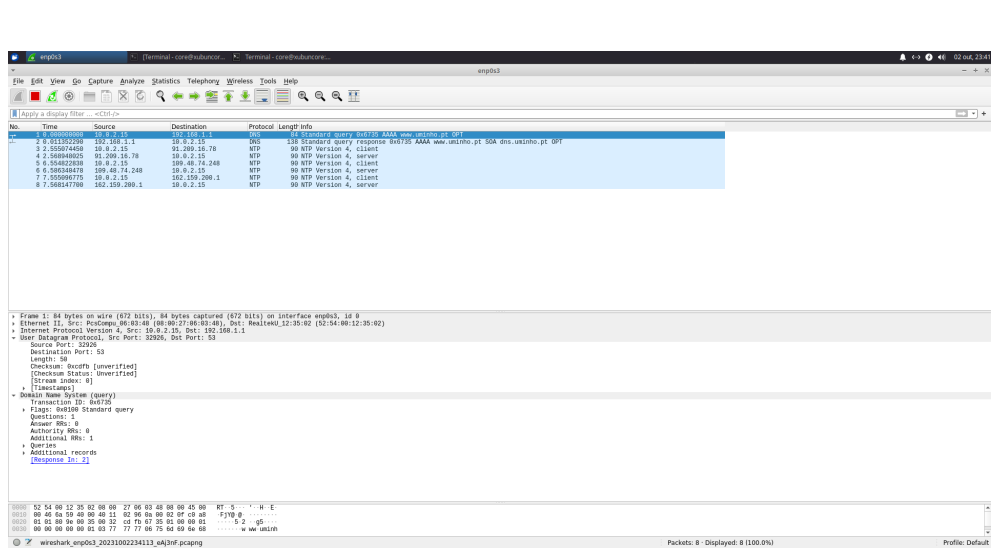 enp0s3 [Terminal - core@xubuncor... Terminal - core@xubuncore:... 02 out, 23:41
enp0s3
File Edit View Go Capture Analyze Statistics Telephony Wireless Tools Help
Apply a display filter ... <Ctrl-/>
No. Time Source Destination Protocol Length Info
1 0.000000000 10.0.2.15 192.168.1.1 DNS 84 Standard query 0x6735 AAAA www.uminho.pt OPT
2 0.011352290 192.168.1.1 10.0.2.15 DNS 138 Standard query response 0x6735 AAAA www.uminho.pt SOA dns.uminho.pt OPT
3 2.555074450 10.0.2.15 91.209.16.78 NTP 90 NTP Version 4, client
4 2.568940925 91.209.16.78 10.0.2.15 NTP 90 NTP Version 4, server
5 6.554822838 10.0.2.15 109.48.74.248 NTP 90 NTP Version 4, client
6 6.586348478 109.48.74.248 10.0.2.15 NTP 90 NTP Version 4, server
7 7.555096775 10.0.2.15 162.159.200.1 NTP 90 NTP Version 4, client
8 7.568147700 162.159.200.1 10.0.2.15 NTP 90 NTP Version 4, server
Frame 1: 84 bytes on wire (672 bits), 84 bytes captured (672 bits) on interface enp0s3, id 0
Ethernet II, Src: PcsCompu_06:03:48 (08:00:27:06:03:48), Dst: RealtekU_12:35:02 (52:54:00:12:35:02)
Internet Protocol Version 4, Src: 10.0.2.15, Dst: 192.168.1.1
User Datagram Protocol, Src Port: 32926, Dst Port: 53
Source Port: 32926
Destination Port: 53
Length: 50
Checksum: 0xcdfb [unverified]
[Checksum Status: Unverified]
[Stream index: 0]
[Timestamps]
Domain Name System (query)
Transaction ID: 0x6735
Flags: 0x0100 Standard query
Questions: 1
Answer RRs: 0
Authority RRs: 0
Additional RRs: 1
Queries
Additional records
[Response In: 2]
0000 52 54 00 12 35 02 08 00 27 06 03 48 08 00 45 00 RT··5···'··H··E·
0010 00 46 6a 59 40 00 40 11 02 96 0a 00 02 0f c0 a8 ·FjY@·@·········
0020 01 01 80 9e 00 35 00 32 cd fb 67 35 01 00 00 01 ·····5·2··g5····
0030 00 00 00 00 00 01 03 77 77 77 06 75 6d 69 6e 68 ·······w ww·uminh
wireshark_enp0s3_20231002234113_eAj3nF.pcapng Packets: 8 · Displayed: 8 (100.0%) Profile: Default